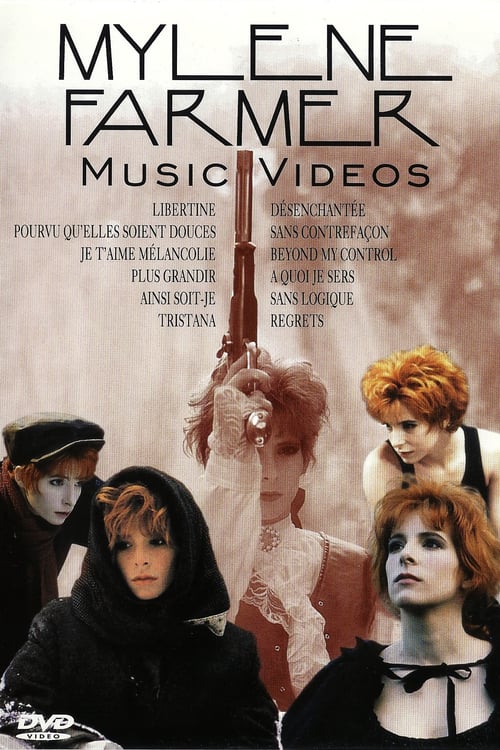 MYLENE
FARMER
MUSIC VIDEOS
LIBERTINE
POURVU QU'ELLES SOIENT DOUCES
JE T'AIME MÉLANCOLIE
PLUS GRANDIR
AINSI SOIT-JE
TRISTANA
DÉSENCHANTÉE
SANS CONTREFAÇON
BEYOND MY CONTROL
A QUOI JE SERS
SANS LOGIQUE
REGRETS
DVD
VIDEO